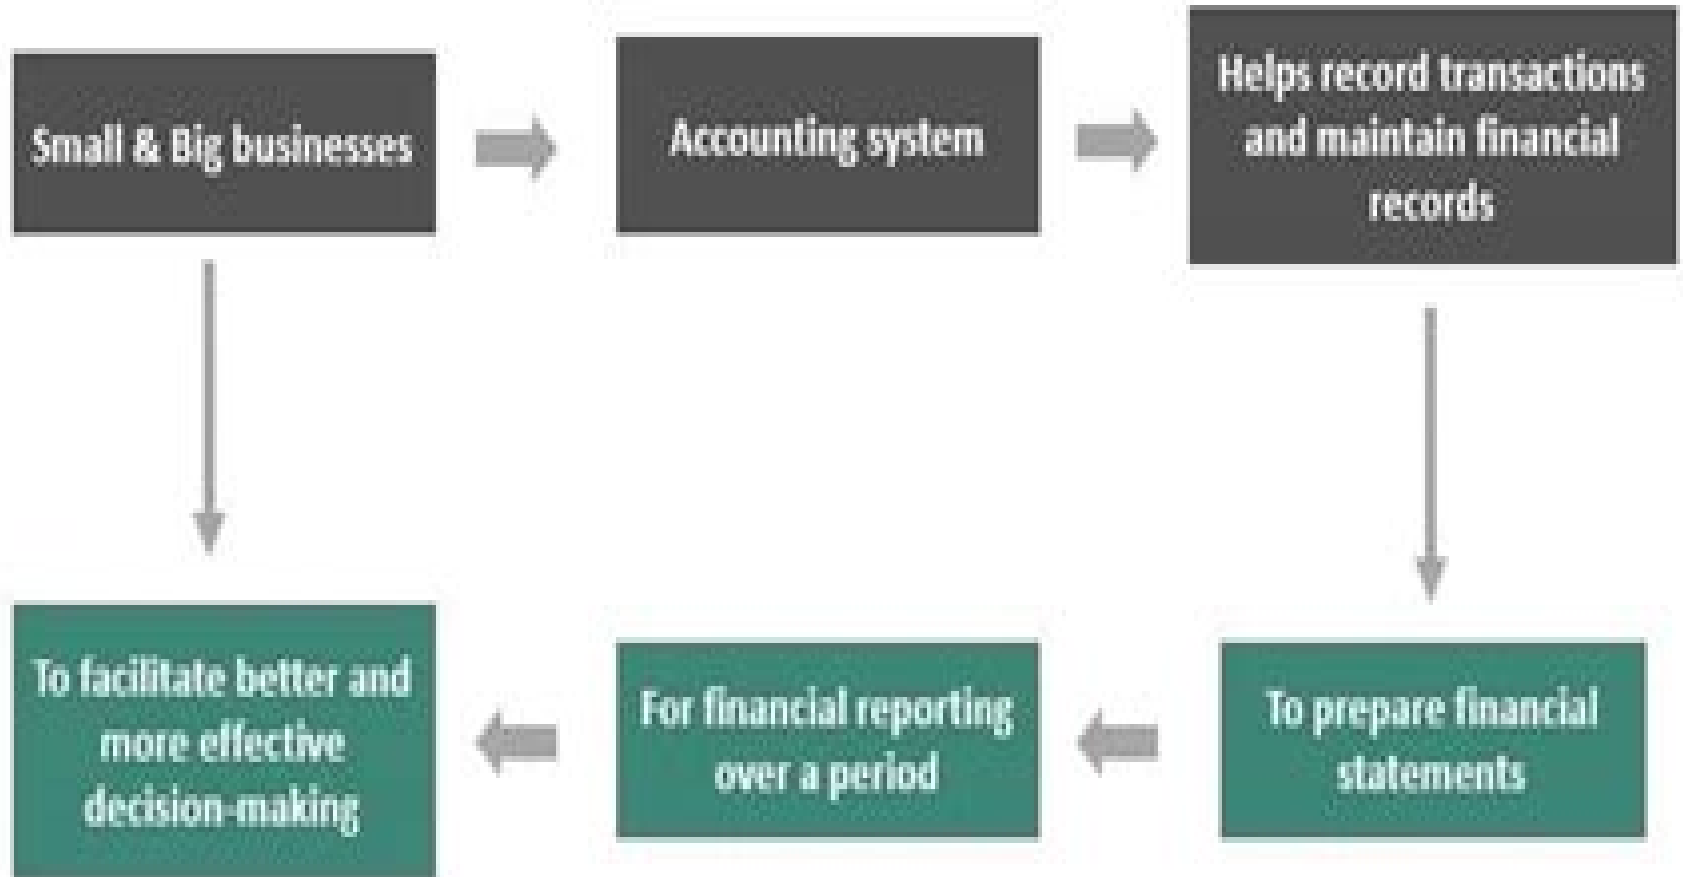 Small & Big businesses
Accounting system
Helps record transactions
and maintain financial
records
To facilitate better and
more effective
decision-making
For financial reporting
over a period
To prepare financial
statements